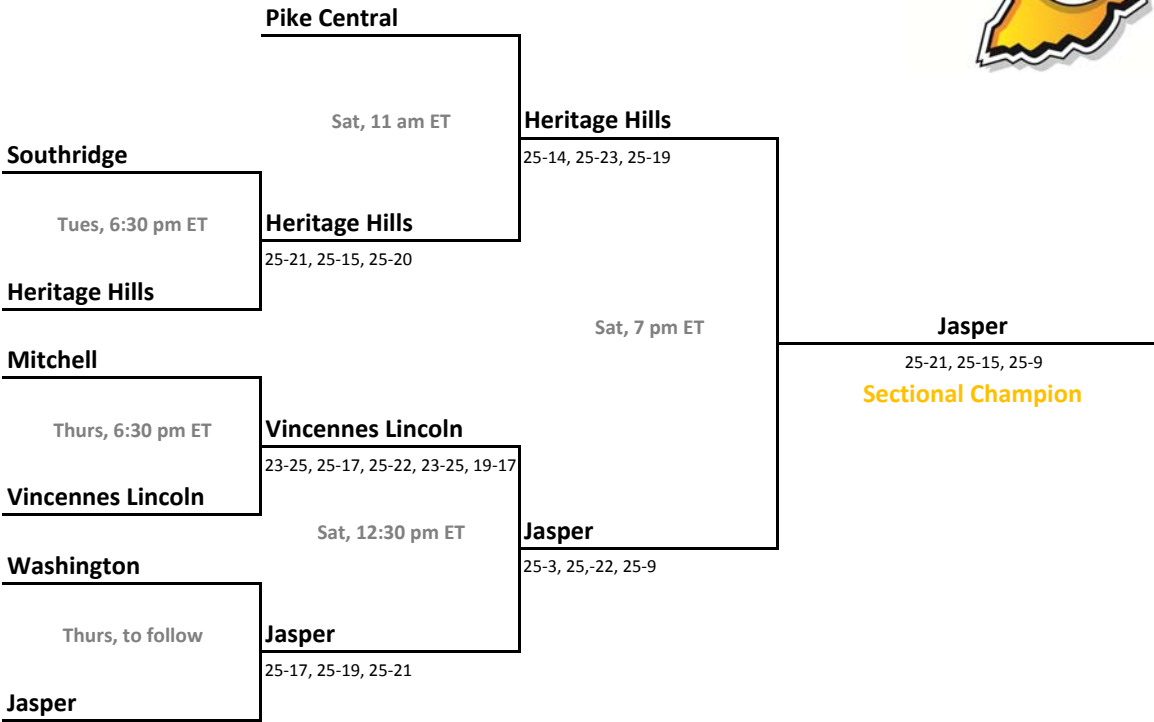 Pike Central
Sat, 11 am ET
Heritage Hills
25-14, 25-23, 25-19
Southridge
Tues, 6:30 pm ET
Heritage Hills
25-21, 25-15, 25-20
Heritage Hills
Sat, 7 pm ET
Jasper
25-21, 25-15, 25-9
Sectional Champion
Mitchell
Thurs, 6:30 pm ET
Vincennes Lincoln
23-25, 25-17, 25-22, 23-25, 19-17
Vincennes Lincoln
Sat, 12:30 pm ET
Jasper
25-3, 25,-22, 25-9
Washington
Thurs, to follow
Jasper
25-17, 25-19, 25-21
Jasper